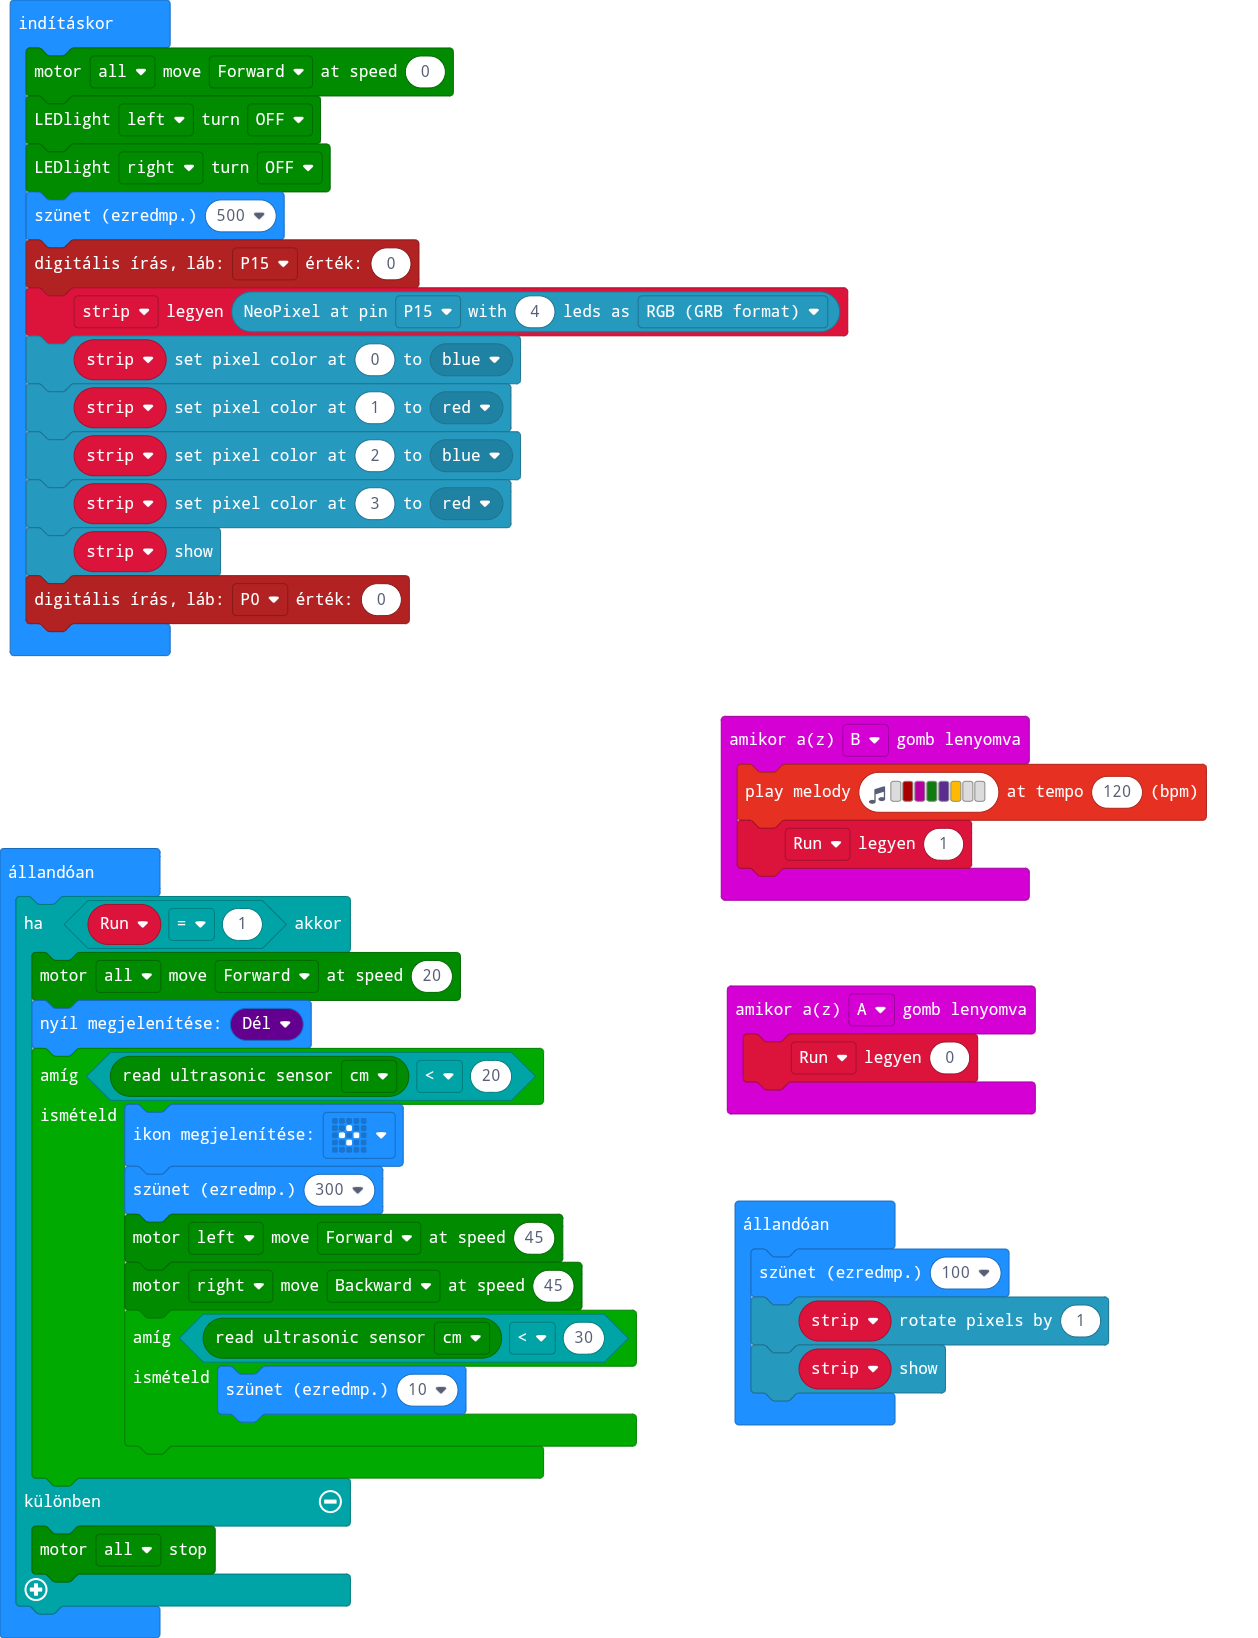 indításkor
motor all move Forward at speed 0
LEDlight left turn OFF
LEDlight right turn OFF
szünet (ezredmp.) 500
digitális írás, láb: P15 érték: 0
strip legyen NeoPixel at pin P15 with 4 leds as RGB (GRB format)
strip set pixel color at 0 to blue
strip set pixel color at 1 to red
strip set pixel color at 2 to blue
strip set pixel color at 3 to red
strip show
digitális írás, láb: P0 érték: 0
amikor a(z) B gomb lenyomva
play melody at tempo 120 (bpm)
Run legyen 1
állandóan
ha Run = 1 akkor
motor all move Forward at speed 20
nyíl megjelenítése: Dél
amíg read ultrasonic sensor cm < 20
ismételd
ikon megjelenítése:
szünet (ezredmp.) 300
motor left move Forward at speed 45
motor right move Backward at speed 45
amíg read ultrasonic sensor cm < 30
ismételd
szünet (ezredmp.) 10
különben
motor all stop
amikor a(z) A gomb lenyomva
Run legyen 0
állandóan
szünet (ezredmp.) 100
strip rotate pixels by 1
strip show